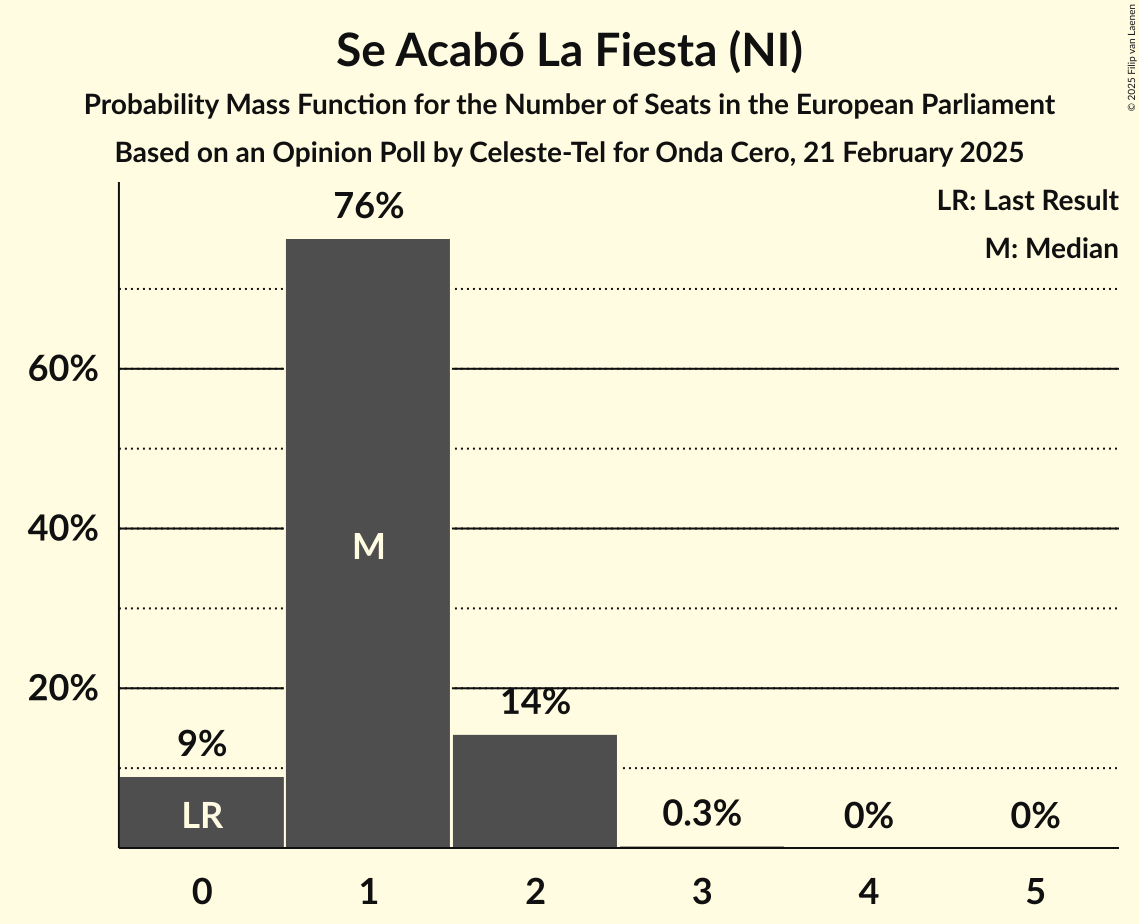 Se Acabó La Fiesta (NI)
Probability Mass Function for the Number of Seats in the European Parliament
Based on an Opinion Poll by Celeste-Tel for Onda Cero, 21 February 2025
© 2025 Filip van Laenen
LR: Last Result
M: Median
76%
60%
M
40%
20%
14%
9%
LR
0.3%
0%
0%
0 1 2 3 4 5